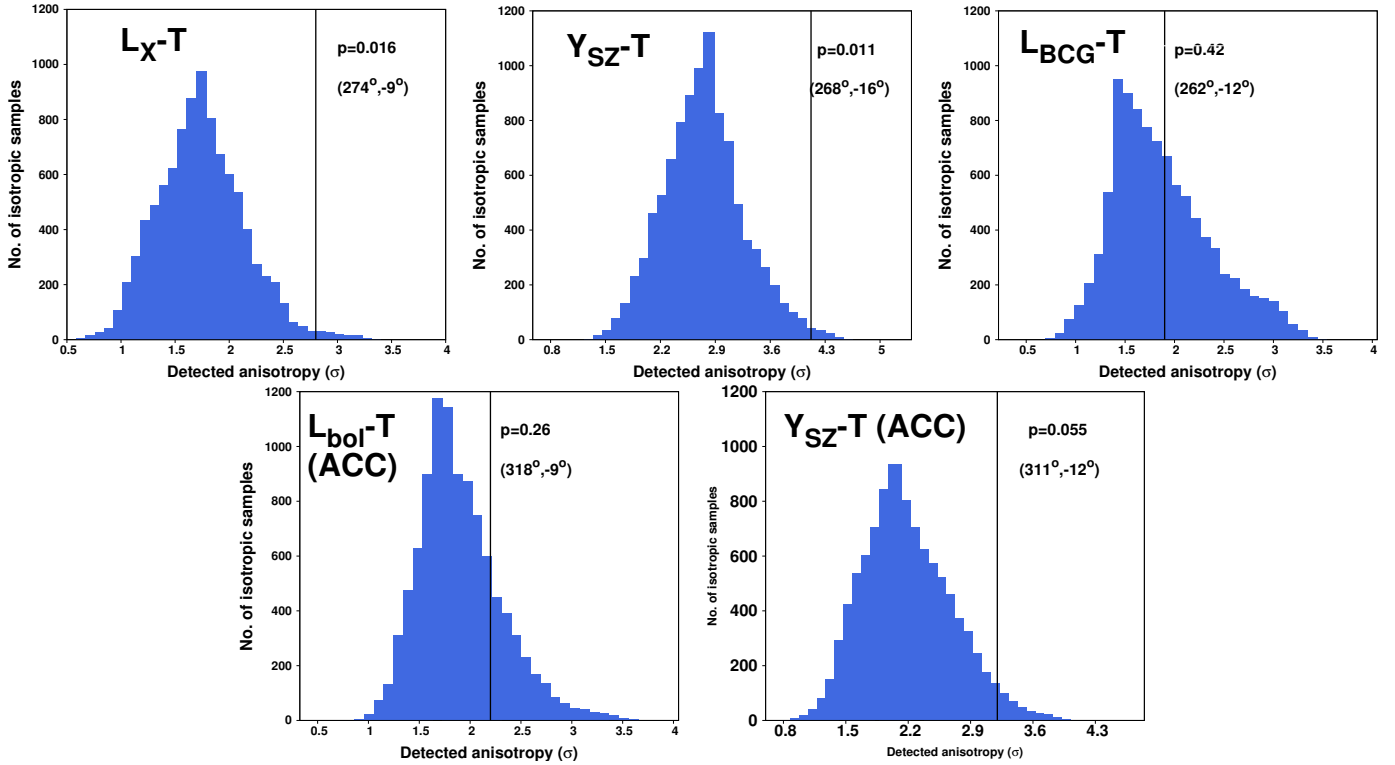 L_X-T
p=0.016
(274°,-9°)
No. of isotropic samples
1200
1000
800
600
400
200
0
0.5 1 1.5 2 2.5 3 3.5 4
Detected anisotropy (σ)
Y_SZ-T
p=0.011
(268°,-16°)
No. of isotropic samples
1200
1000
800
600
400
200
0
0.8 1.5 2.2 2.9 3.6 4.3 5
Detected anisotropy (σ)
L_BCG-T
p=0.42
(262°,-12°)
No. of isotropic samples
1200
1000
800
600
400
200
0
0.5 1 1.5 2 2.5 3 3.5 4
Detected anisotropy (σ)
L_bol-T
(ACC)
p=0.26
(318°,-9°)
No. of isotropic samples
1200
1000
800
600
400
200
0
0.5 1 1.5 2 2.5 3 3.5 4
Detected anisotropy (σ)
Y_SZ-T (ACC)
p=0.055
(311°,-12°)
No. of isotropic samples
1200
1000
800
600
400
200
0
0.8 1.5 2.2 2.9 3.6 4.3
Detected anisotropy (σ)